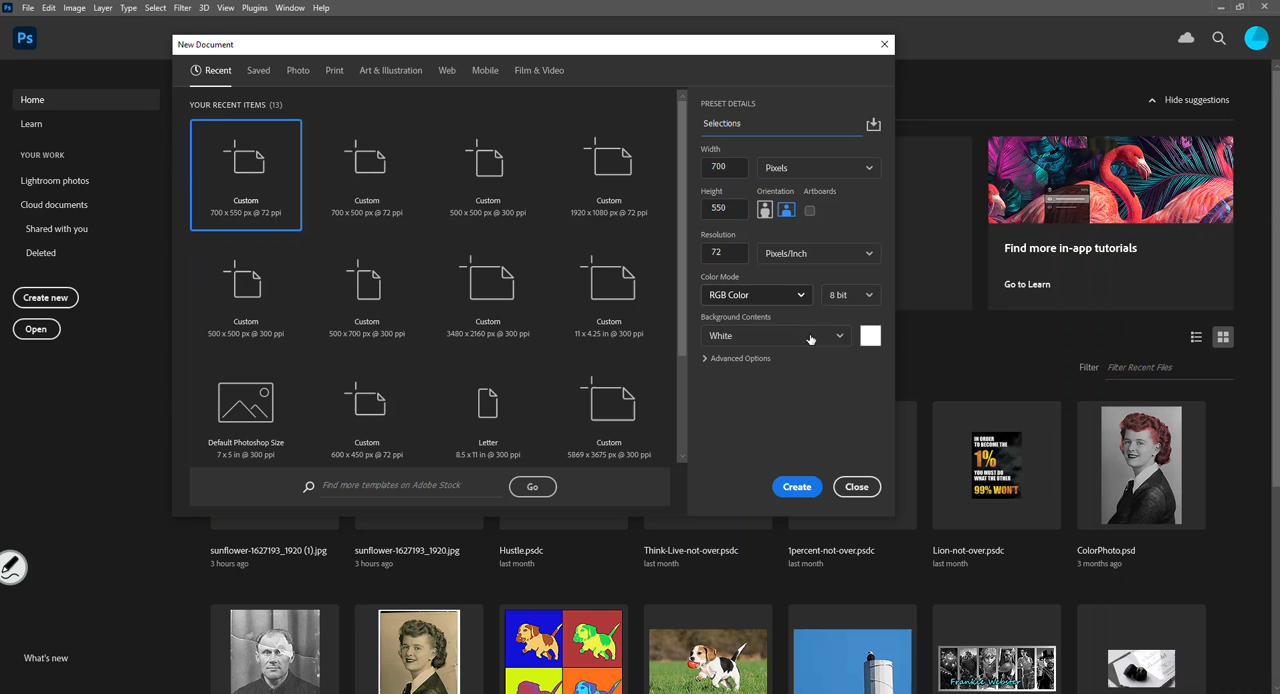 Ps File Edit Image Layer Type Select Filter 3D View Plugins Window Help
Ps
New Document
Recent Saved Photo Print Art & Illustration Web Mobile Film & Video
Home
Learn
YOUR WORK
Lightroom photos
Cloud documents
Shared with you
Deleted
Create new
Open
What's new
YOUR RECENT ITEMS (13)
Custom
700 x 550 px @ 72 ppi
Custom
700 x 500 px @ 72 ppi
Custom
500 x 500 px @ 300 ppi
Custom
1920 x 1080 px @ 72 ppi
Custom
500 x 500 px @ 300 ppi
Custom
500 x 700 px @ 300 ppi
Custom
3480 x 2160 px @ 300 ppi
Custom
11 x 4.25 in @ 300 ppi
Default Photoshop Size
7 x 5 in @ 300 ppi
Custom
600 x 450 px @ 72 ppi
Letter
8.5 x 11 in @ 300 ppi
Custom
5869 x 3675 px @ 300 ppi
Find more templates on Adobe Stock
Go
PRESET DETAILS
Selections
Width
700 Pixels
Height Orientation Artboards
550
Resolution
72 Pixels/Inch
Color Mode
RGB Color 8 bit
Background Contents
White
Advanced Options
Create Close
Hide suggestions
Find more in-app tutorials
Go to Learn
Filter Filter Recent Files
IN ORDER
TO BECOME THE
1%
YOU MUST DO
WHAT THE OTHER
99% WON'T
sunflower-1627193_1920 (1).jpg
3 hours ago
sunflower-1627193_1920.jpg
3 hours ago
Hustle.psdc
last month
Think-Live-not-over.psdc
last month
1percent-not-over.psdc
last month
Lion-not-over.psdc
last month
ColorPhoto.psd
3 months ago
Frankie Webster